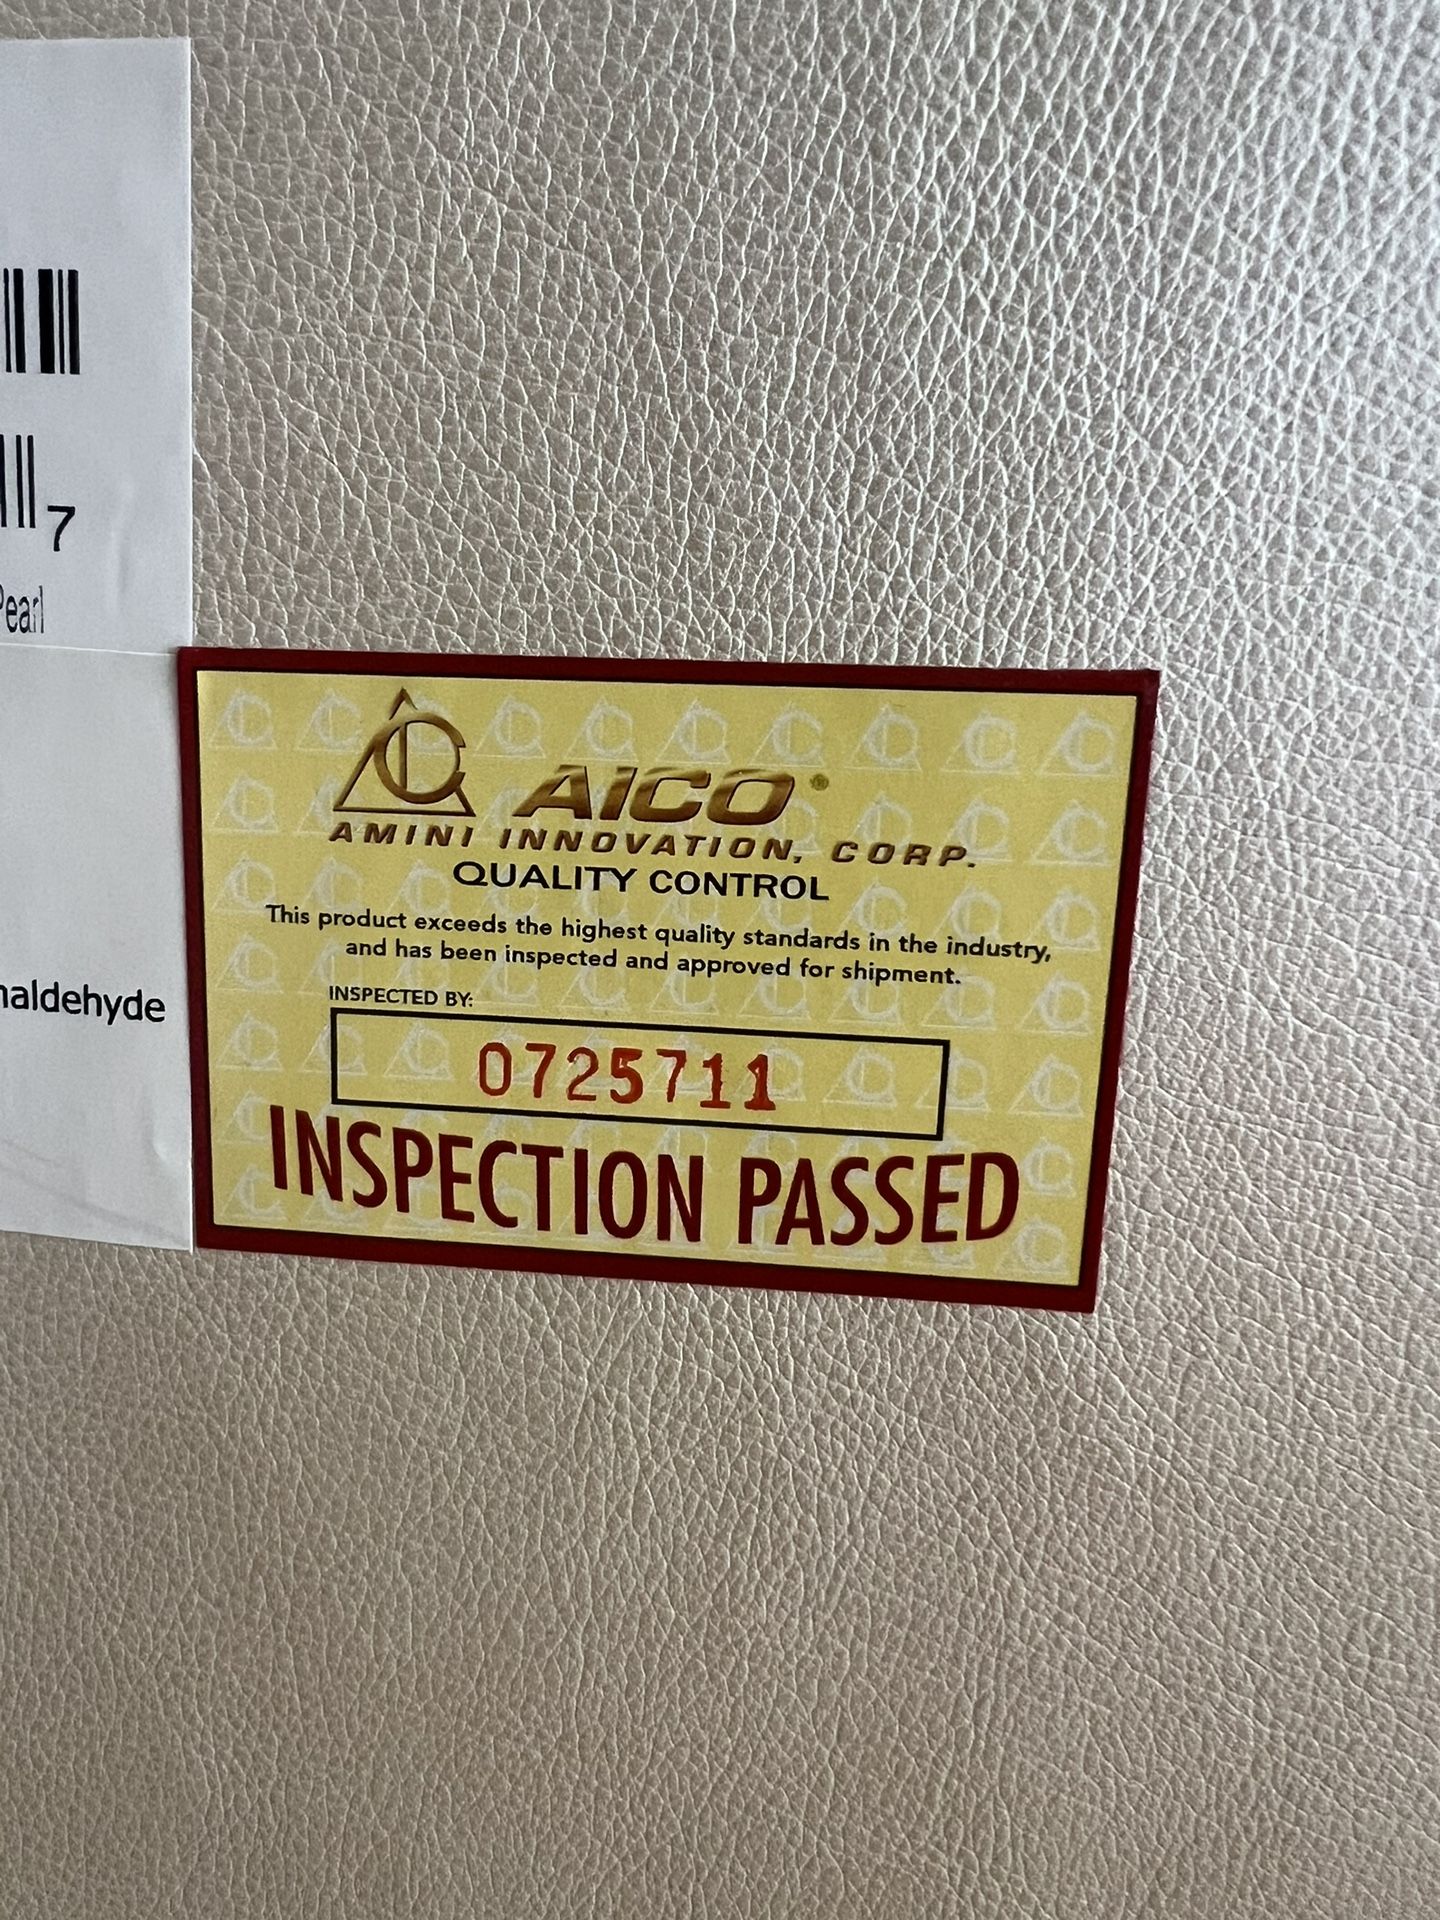 7
Pearl
maldehyde
AICO®
AMINI INNOVATION, CORP.
QUALITY CONTROL
This product exceeds the highest quality standards in the industry,
and has been inspected and approved for shipment.
INSPECTED BY:
0725711
INSPECTION PASSED